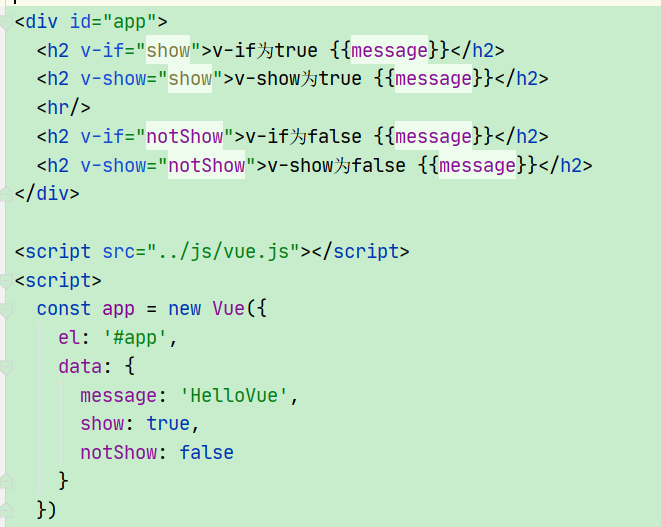 <div id="app">
  <h2 v-if="show">v-if为true {{message}}</h2>
  <h2 v-show="show">v-show为true {{message}}</h2>
  <hr/>
  <h2 v-if="notShow">v-if为false {{message}}</h2>
  <h2 v-show="notShow">v-show为false {{message}}</h2>
</div>
<script src="../js/vue.js"></script>
<script>
  const app = new Vue({
    el: '#app',
    data: {
      message: 'HelloVue',
      show: true,
      notShow: false
    }
  })